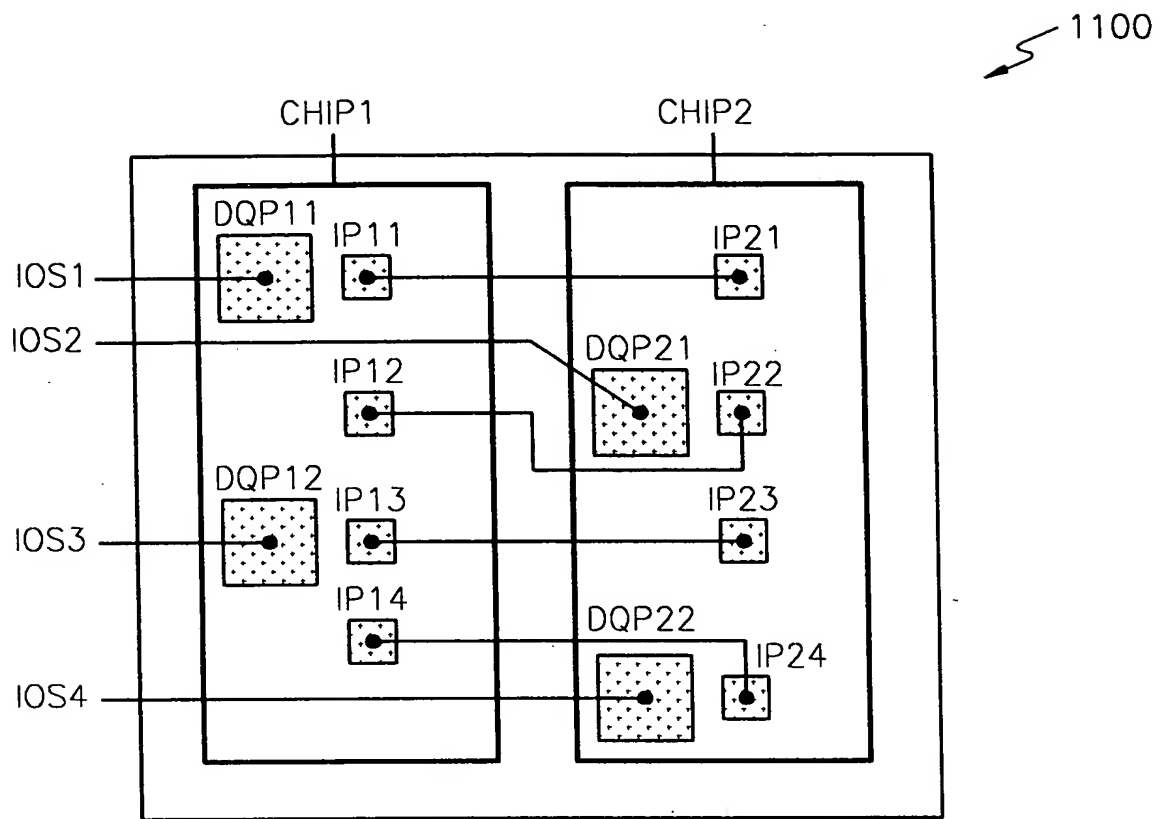 1100
CHIP1 CHIP2
DQP11 IP11 IP21
IOS1
IOS2 DQP21
IP12 IP22
DQP12 IP13 IP23
IOS3
IP14 DQP22
IP24
IOS4